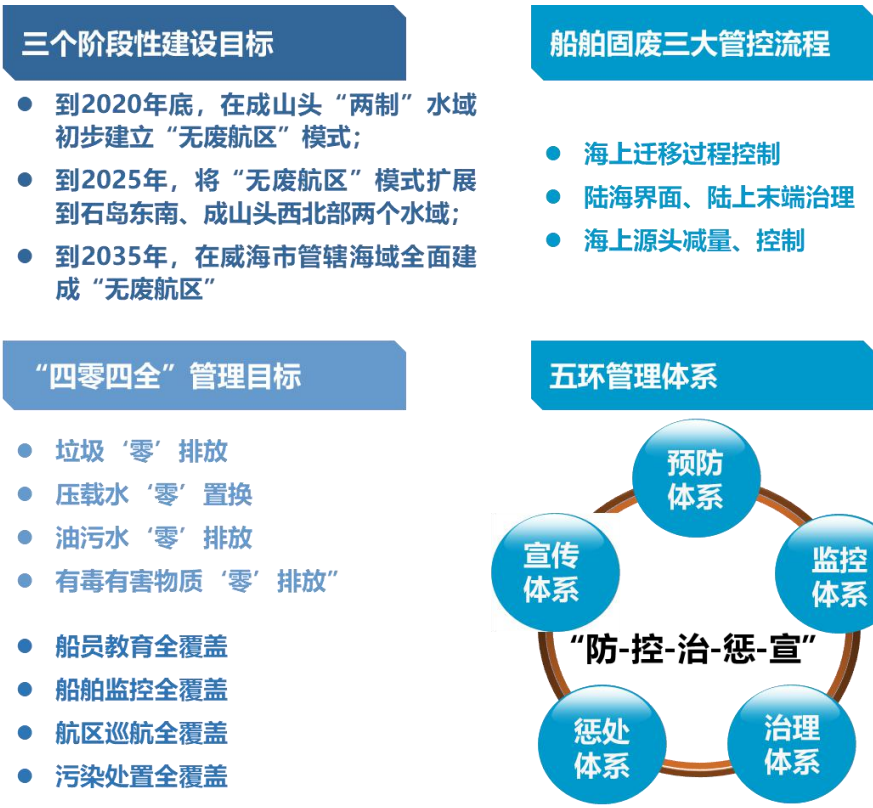 三个阶段性建设目标
到2020年底，在成山头“两制”水域
初步建立“无废航区”模式；
到2025年，将“无废航区”模式扩展
到石岛东南、成山头西北部两个水域；
到2035年，在威海市管辖海域全面建
成“无废航区”
船舶固废三大管控流程
海上迁移过程控制
陆海界面、陆上末端治理
海上源头减量、控制
“四零四全”管理目标
垃圾‘零’排放
压载水‘零’置换
油污水‘零’排放
有毒有害物质‘零’排放”
船员教育全覆盖
船舶监控全覆盖
航区巡航全覆盖
污染处置全覆盖
五环管理体系
预防
体系
宣传
体系
监控
体系
“防-控-治-惩-宣”
惩处
体系
治理
体系